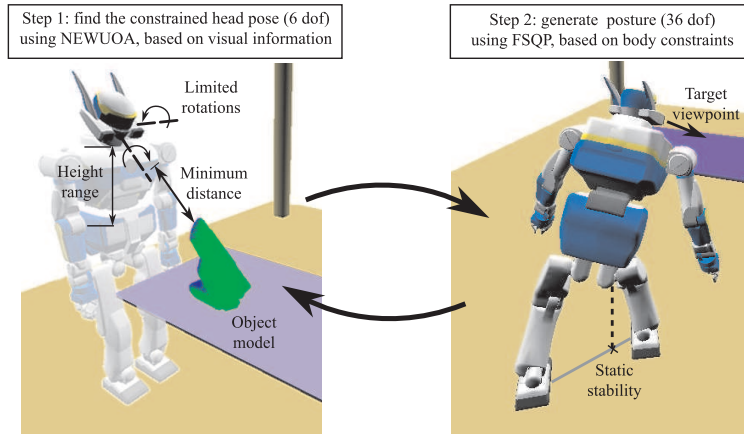 Step 1: find the constrained head pose (6 dof)
using NEWUOA, based on visual information
Step 2: generate posture (36 dof)
using FSQP, based on body constraints
Limited
rotations
Height
range
Minimum
distance
Object
model
Target
viewpoint
Static
stability